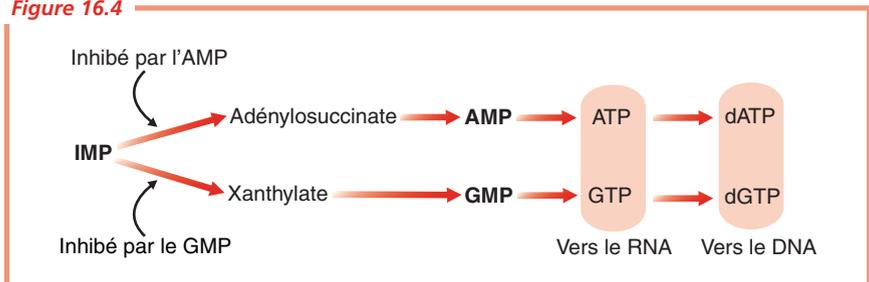 Figure 16.4
Inhibé par l'AMP
Adénylosuccinate AMP ATP dATP
IMP
Xanthylate GMP GTP dGTP
Inhibé par le GMP Vers le RNA Vers le DNA